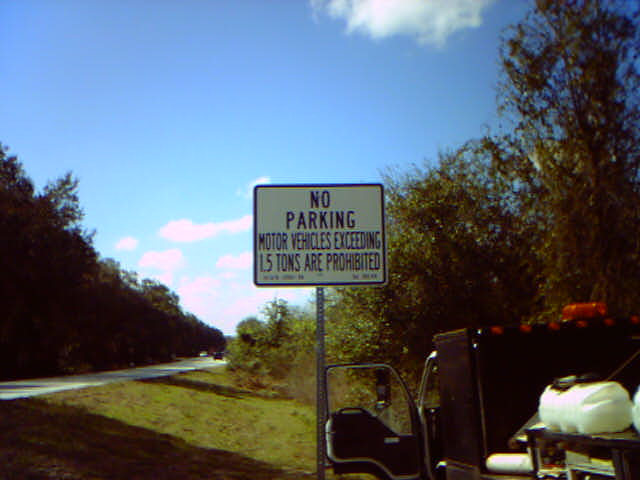 NO
PARKING
MOTOR VEHICLES EXCEEDING
1.5 TONS ARE PROHIBITED